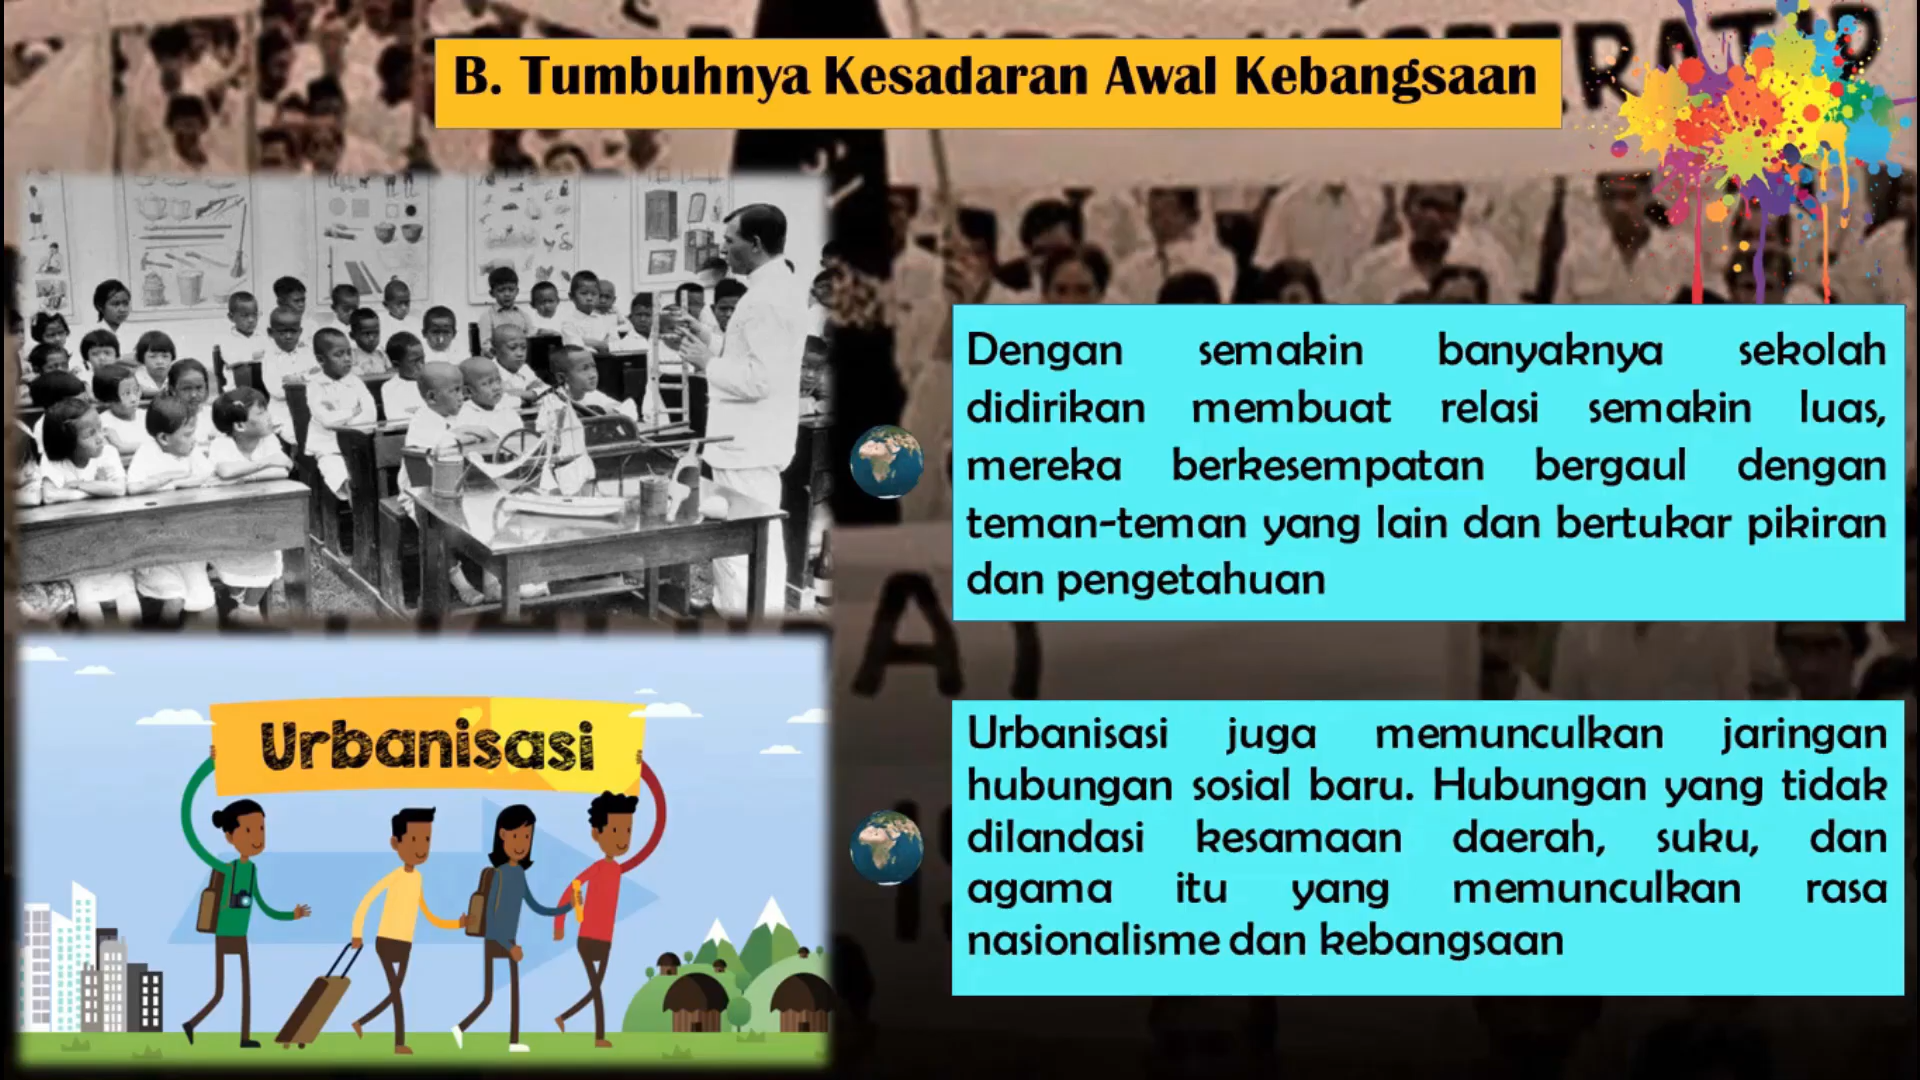 B. Tumbuhnya Kesadaran Awal Kebangsaan
Dengan semakin banyaknya sekolah
didirikan membuat relasi semakin luas,
mereka berkesempatan bergaul dengan
teman-teman yang lain dan bertukar pikiran
dan pengetahuan
Urbanisasi
Urbanisasi juga memunculkan jaringan
hubungan sosial baru. Hubungan yang tidak
dilandasi kesamaan daerah, suku, dan
agama itu yang memunculkan rasa
nasionalisme dan kebangsaan